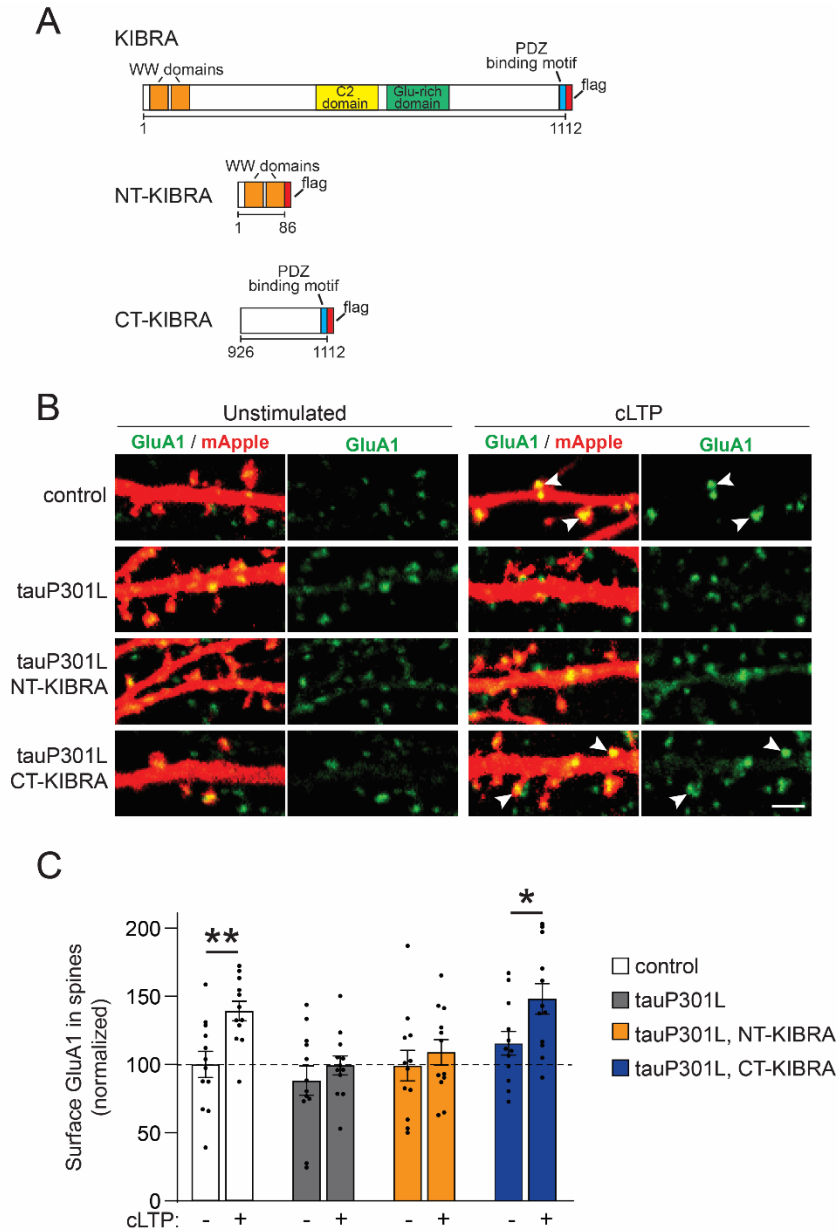 A
KIBRA
WW domains
C2
domain
Glu-rich
domain
PDZ
binding motif
flag
1 1112
NT-KIBRA
WW domains
flag
1 86
CT-KIBRA
PDZ
binding motif
flag
926 1112
B
Unstimulated cLTP
GluA1 / mApple GluA1 GluA1 / mApple GluA1
control
tauP301L
tauP301L
NT-KIBRA
tauP301L
CT-KIBRA
C
Surface GluA1 in spines
(normalized)
200
150
100
50
0
** *
cLTP: - + - + - + - +
control
tauP301L
tauP301L, NT-KIBRA
tauP301L, CT-KIBRA